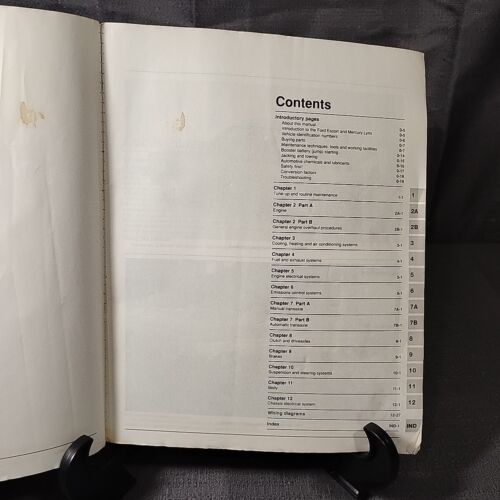 Contents
Introductory pages
About this manual 0-5
Introduction to the Ford Escort and Mercury Lynx 0-5
Vehicle identification numbers 0-6
Buying parts
Maintenance techniques, tools and working facilities
Booster battery (jump) starting
Jacking and towing
Automotive chemicals and lubricants
Safety first!
Conversion factors
Troubleshooting
Chapter 1
Tune-up and routine maintenance 1-1 1
Chapter 2 Part A
Engine 2A-1 2A
Chapter 2 Part B
General engine overhaul procedures 2B-1 2B
Chapter 3
Cooling, heating and air conditioning systems 3-1 3
Chapter 4
Fuel and exhaust systems 4-1 4
Chapter 5
Engine electrical systems 5-1 5
Chapter 6
Emissions control systems 6-1 6
Chapter 7 Part A
Manual transaxle 7A-1 7A
Chapter 7 Part B
Automatic transaxle 7B-1 7B
Chapter 8
Clutch and driveaxles 8-1 8
Chapter 9
Brakes 9-1 9
Chapter 10
Suspension and steering systems 10-1 10
Chapter 11
Body 11-1 11
Chapter 12
Chassis electrical system 12-1 12
Wiring diagrams 12-27
Index IND-1 IND